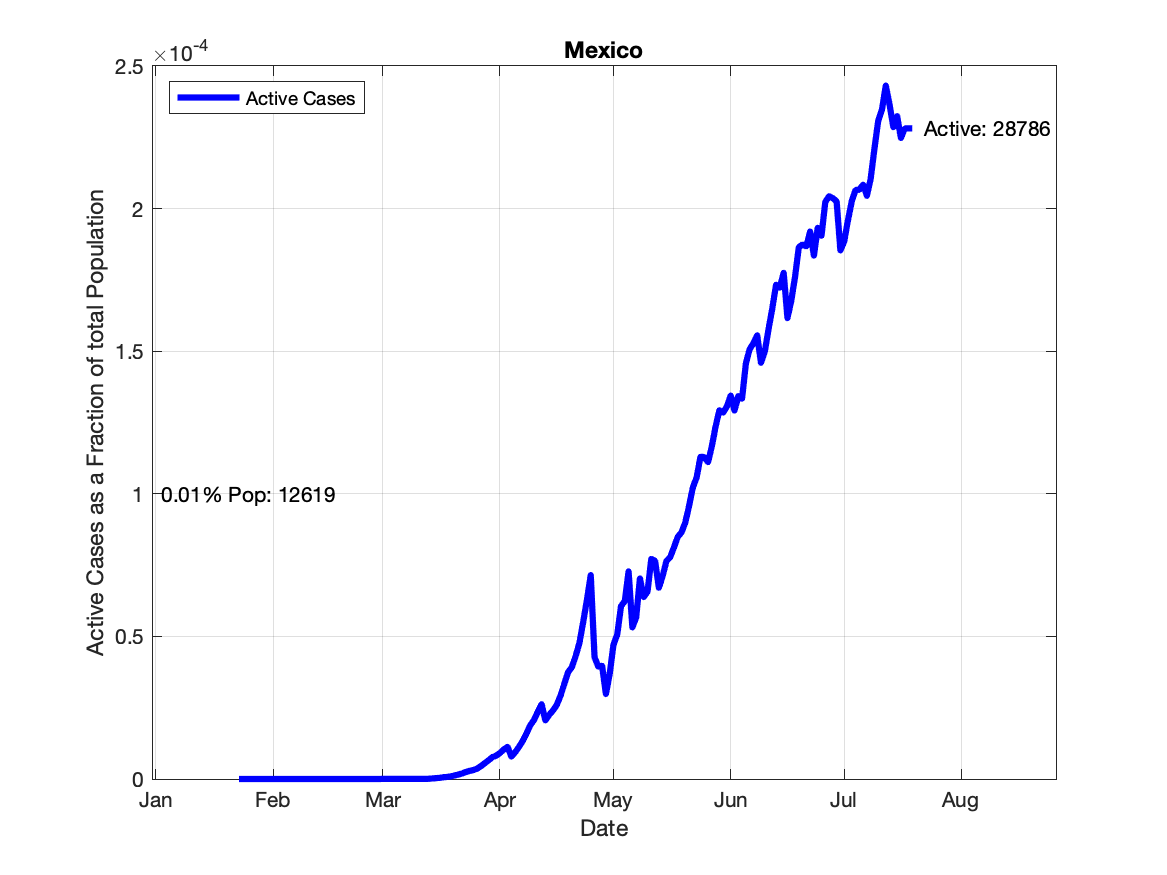 Mexico
×10-4
2.5
2
1.5
1
0.5
0
Active Cases
Active: 28786
0.01% Pop: 12619
Active Cases as a Fraction of total Population
Jan Feb Mar Apr May Jun Jul Aug
Date